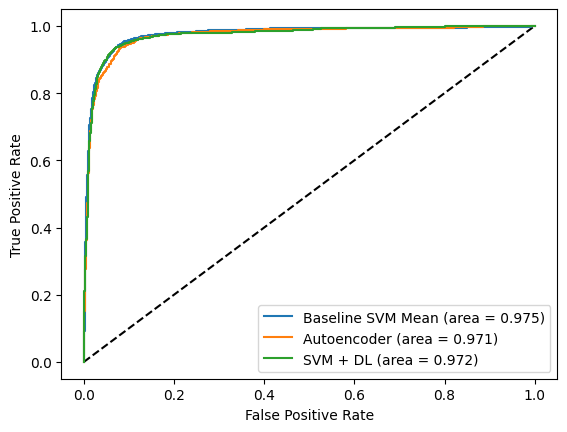 1.0
0.8
0.6
0.4
0.2
0.0
True Positive Rate
Baseline SVM Mean (area = 0.975)
Autoencoder (area = 0.971)
SVM + DL (area = 0.972)
0.0 0.2 0.4 0.6 0.8 1.0
False Positive Rate